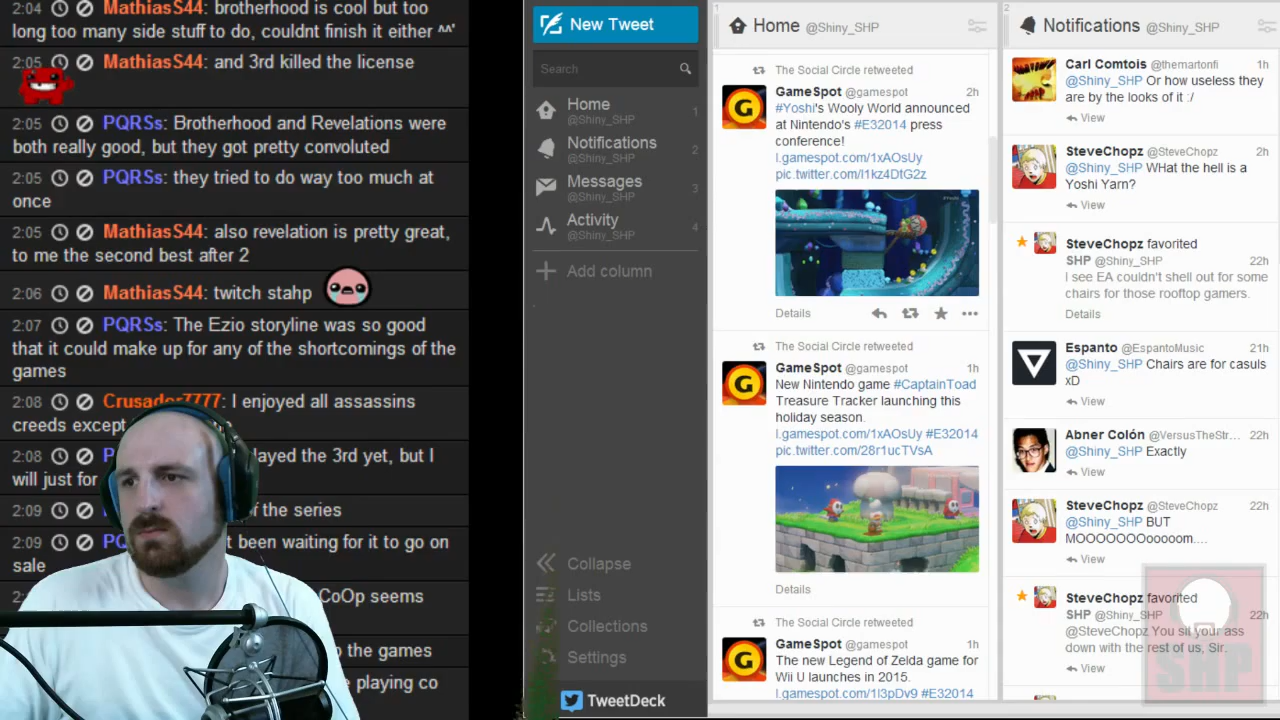 2:04 MathiasS44: brotherhood is cool but too
long too many side stuff to do, couldnt finish it either ^^'
2:05 MathiasS44: and 3rd killed the license
2:05 PQRSs: Brotherhood and Revelations were
both really good, but they got pretty convoluted
2:05 PQRSs: they tried to do way too much at
once
2:05 MathiasS44: also revelation is pretty great,
to me the second best after 2
2:06 MathiasS44: twitch stahp
2:07 PQRSs: The Ezio storyline was so good
that it could make up for any of the shortcomings of the
games
2:08 Crusader7777: I enjoyed all assassins
creeds except
2:08 layed the 3rd yet, but I
will just for
2:09 f the series
2:09 t been waiting for it to go on
sale
CoOp seems
to the games
playing co
New Tweet
Search
Home 1
@Shiny_SHP
Notifications 2
@Shiny_SHP
Messages 3
@Shiny_SHP
Activity 4
@Shiny_SHP
Add column
Collapse
Lists
Collections
Settings
TweetDeck
1
Home @Shiny_SHP
The Social Circle retweeted
GameSpot @gamespot 2h
#Yoshi's Wooly World announced
at Nintendo's #E32014 press
conference!
l.gamespot.com/1xAOsUy
pic.twitter.com/l1kz4DtG2z
Details
The Social Circle retweeted
GameSpot @gamespot 1h
New Nintendo game #CaptainToad
Treasure Tracker launching this
holiday season.
l.gamespot.com/1xAOsUy #E32014
pic.twitter.com/28r1ucTVsA
Details
The Social Circle retweeted
GameSpot @gamespot 1h
The new Legend of Zelda game for
Wii U launches in 2015.
l.gamespot.com/1l3pDv9 #E32014
2
Notifications @Shiny_SHP
Carl Comtois @themartonfi 1h
@Shiny_SHP Or how useless they
are by the looks of it :/
View
SteveChopz @SteveChopz 2h
@Shiny_SHP WHat the hell is a
Yoshi Yarn?
View
SteveChopz favorited
SHP @Shiny_SHP 22h
I see EA couldn't shell out for some
chairs for those rooftop gamers.
Details
Espanto @EspantoMusic 21h
@Shiny_SHP Chairs are for casuls
xD
View
Abner Colón @VersusTheStr... 22h
@Shiny_SHP Exactly
View
SteveChopz @SteveChopz 22h
@Shiny_SHP BUT
MOOOOOOOooooom....
View
SteveChopz favorited
SHP @Shiny_SHP 22h
@SteveChopz You sit your ass
down with the rest of us, Sir.
View
SHP